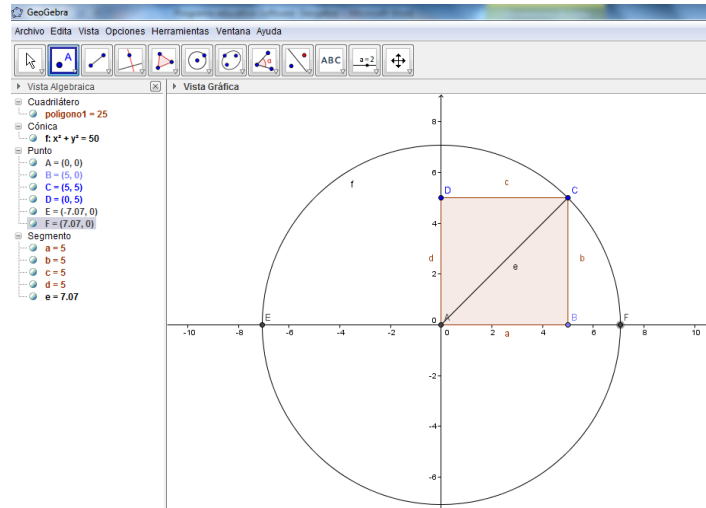 GeoGebra
Archivo Edita Vista Opciones Herramientas Ventana Ayuda
A α ABC a=2
Vista Algebraica
Vista Gráfica
Cuadrilátero
poligono1 = 25
Cónica
f: x² + y² = 50
Punto
A = (0, 0)
B = (5, 0)
C = (5, 5)
D = (0, 5)
E = (-7.07, 0)
F = (7.07, 0)
Segmento
a = 5
b = 5
c = 5
d = 5
e = 7.07
8
6
f
c
D
C
4
d
b
2
e
0
E
A
B
F
-10 -8 -6 -4 -2 0 2 4 6 8 10
a
-2
-4
-6